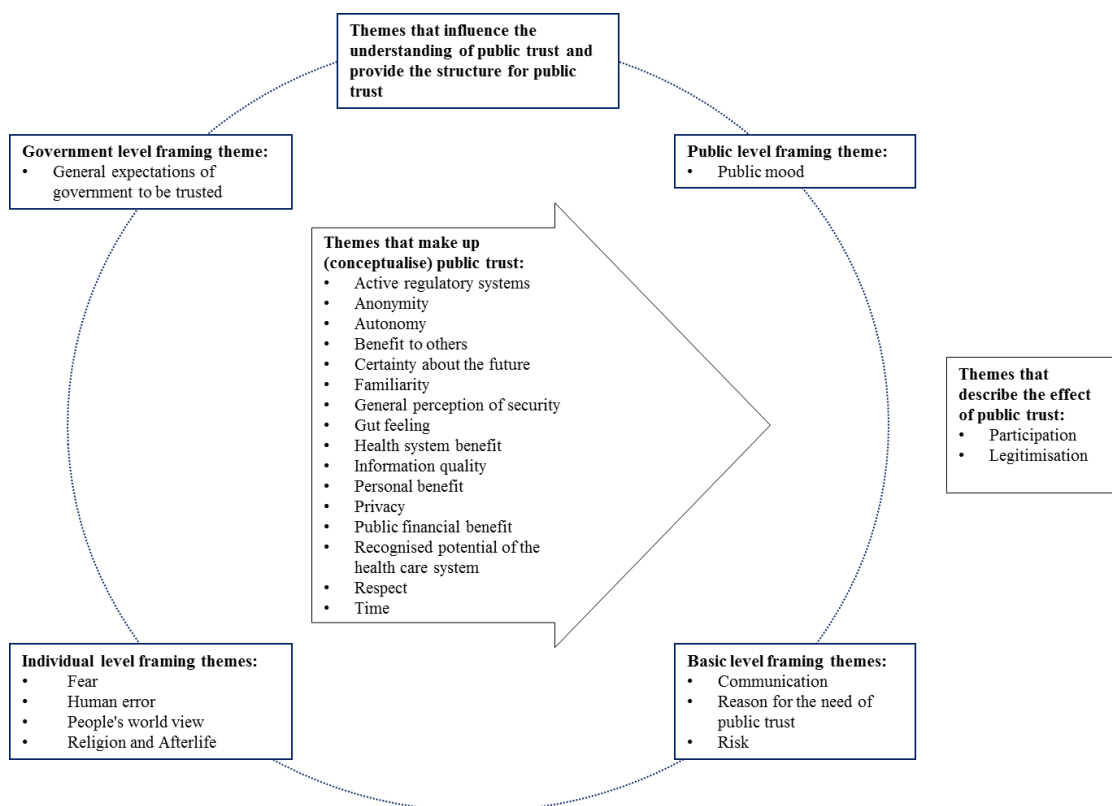 Themes that influence the
understanding of public trust and
provide the structure for public
trust
Government level framing theme:
• General expectations of
government to be trusted
Public level framing theme:
• Public mood
Themes that make up
(conceptualise) public trust:
• Active regulatory systems
• Anonymity
• Autonomy
• Benefit to others
• Certainty about the future
• Familiarity
• General perception of security
• Gut feeling
• Health system benefit
• Information quality
• Personal benefit
• Privacy
• Public financial benefit
• Recognised potential of the
health care system
• Respect
• Time
Themes that
describe the effect
of public trust:
• Participation
• Legitimisation
Individual level framing themes:
• Fear
• Human error
• People's world view
• Religion and Afterlife
Basic level framing themes:
• Communication
• Reason for the need of
public trust
• Risk